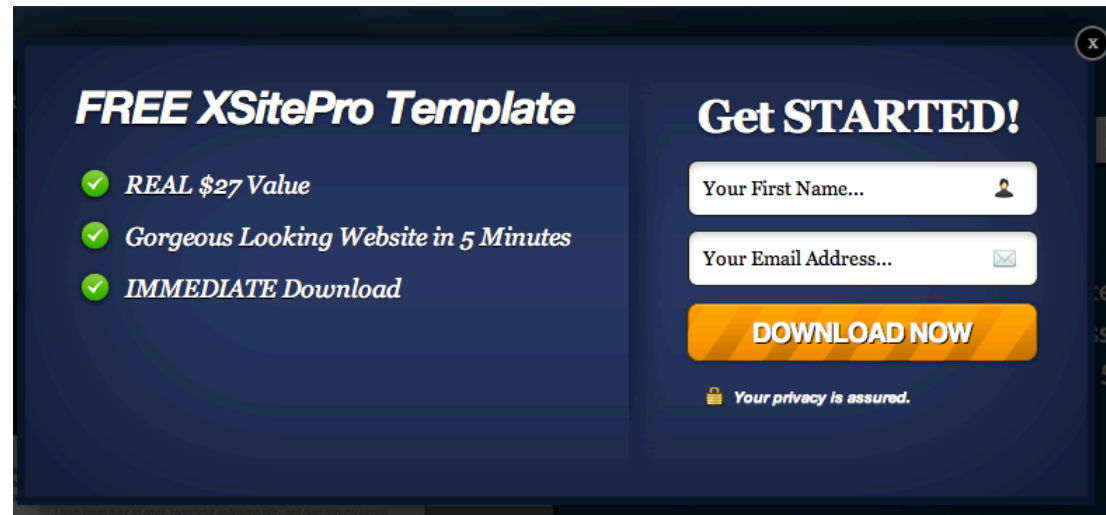 x
FREE XSitePro Template
REAL $27 Value
Gorgeous Looking Website in 5 Minutes
IMMEDIATE Download
Get STARTED!
Your First Name...
Your Email Address...
DOWNLOAD NOW
Your privacy is assured.